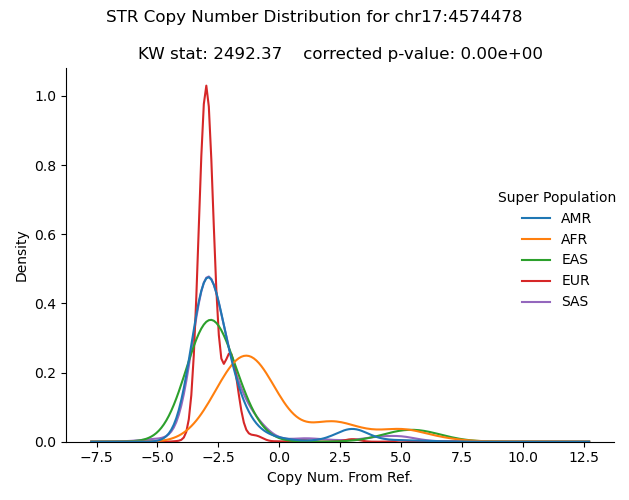 STR Copy Number Distribution for chr17:4574478
KW stat: 2492.37    corrected p-value: 0.00e+00
1.0
0.8
0.6
0.4
0.2
0.0
Density
Super Population
AMR
AFR
EAS
EUR
SAS
−7.5 −5.0 −2.5 0.0 2.5 5.0 7.5 10.0 12.5
Copy Num. From Ref.